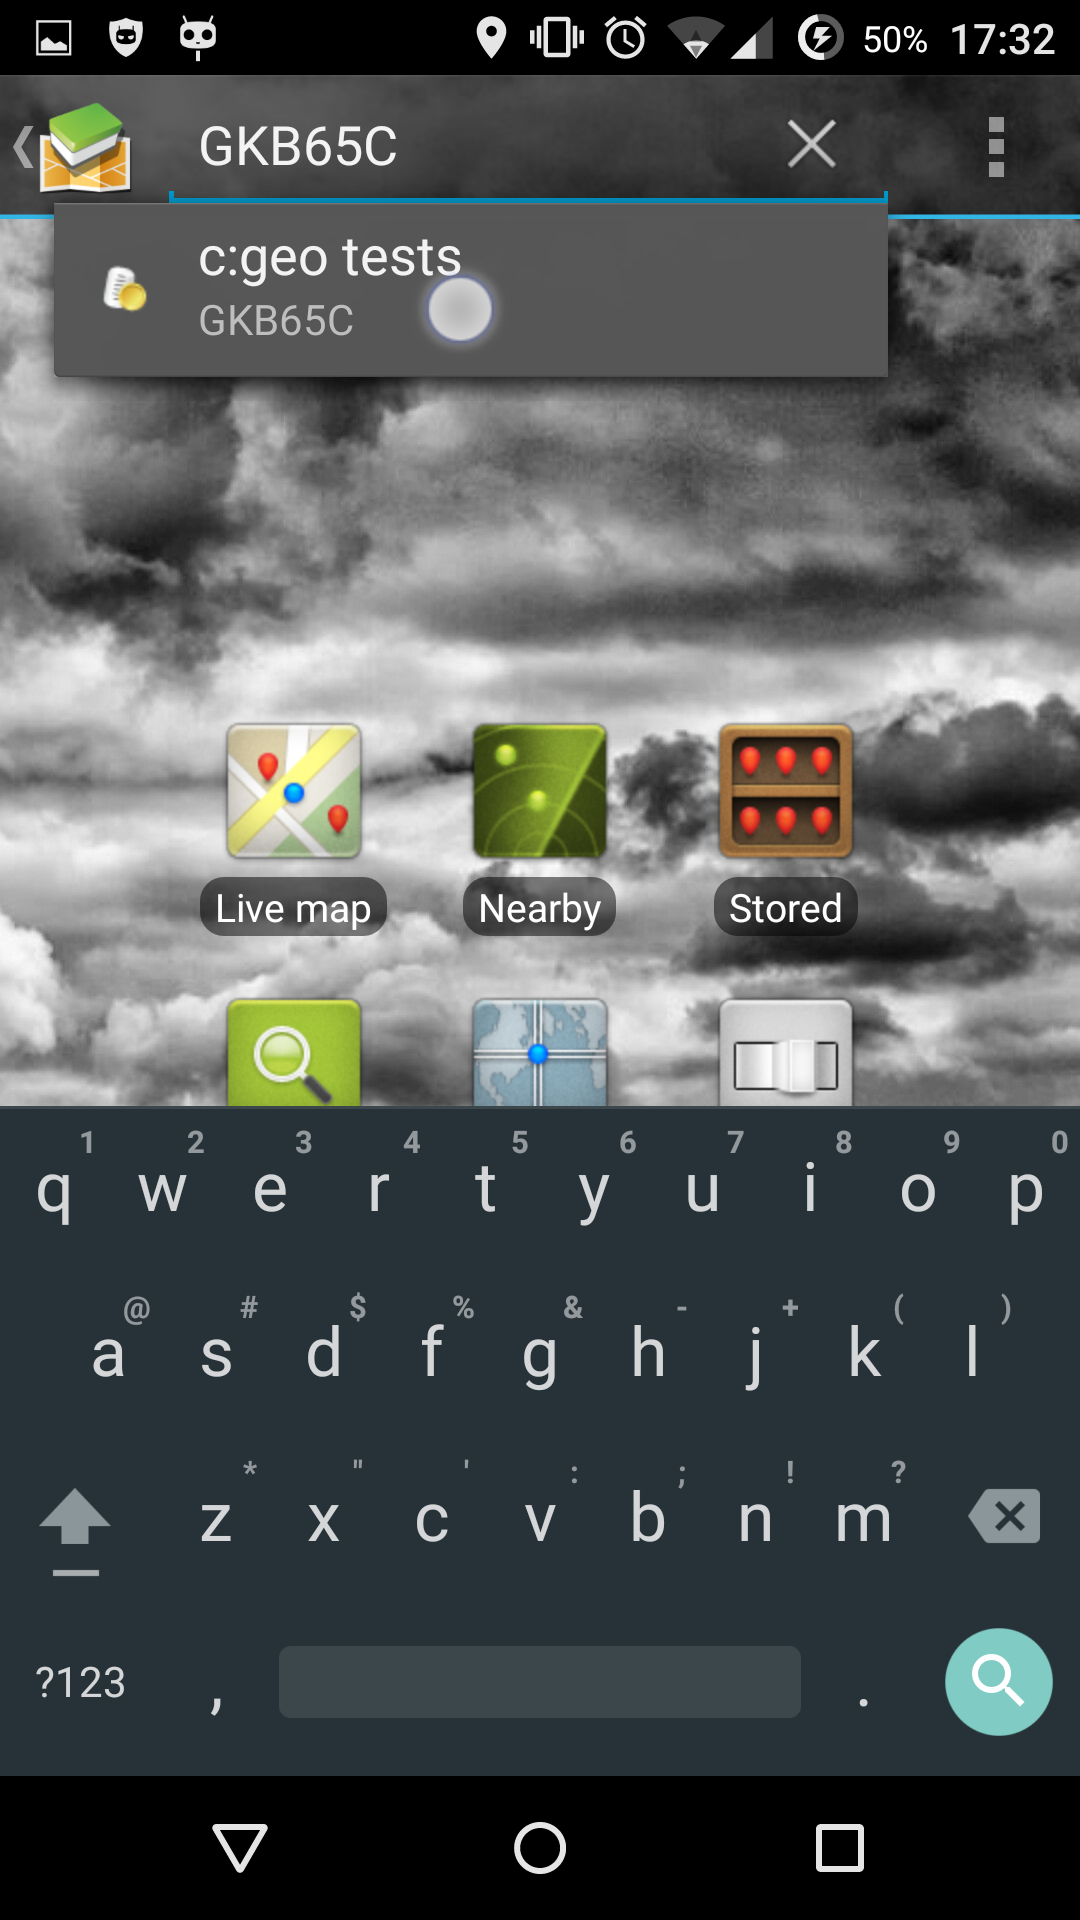 50% 17:32
GKB65C
c:geo tests
GKB65C
Live map Nearby Stored
1 2 3 4 5 6 7 8 9 0
q w e r t y u i o p
@ # $ % & - + ( )
a s d f g h j k l
* " ' : ; ! ?
z x c v b n m
?123 , .